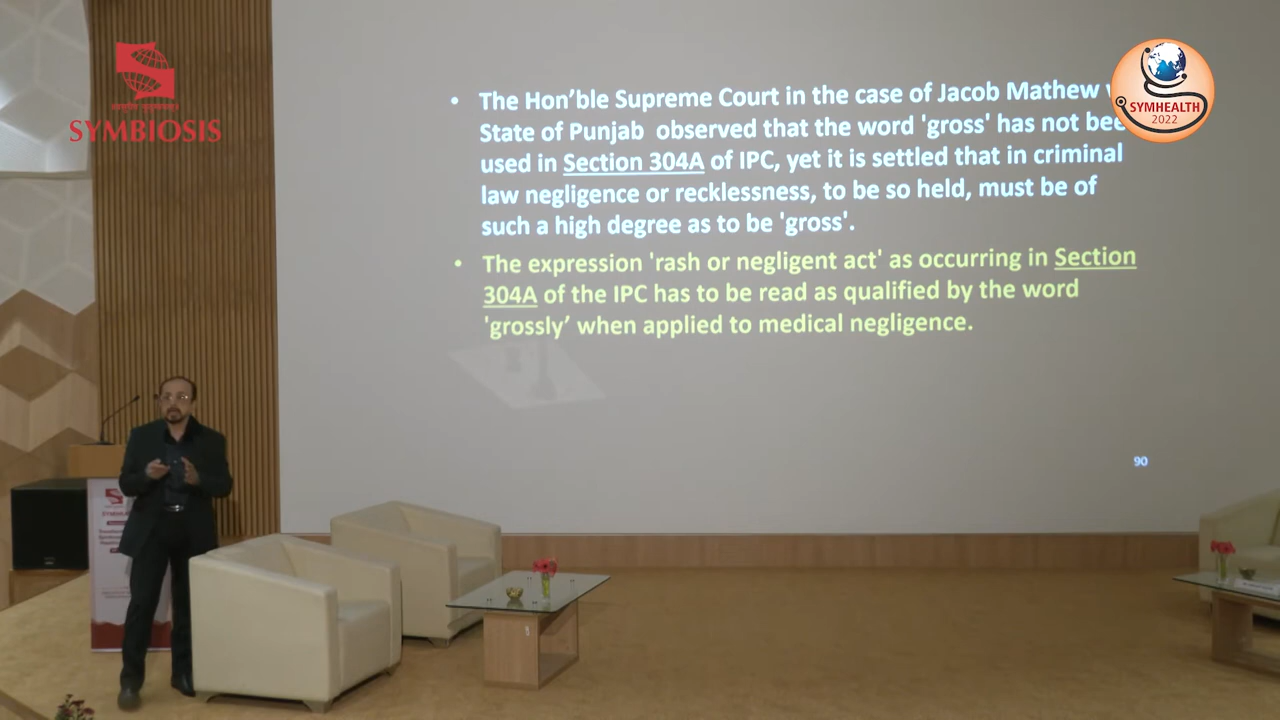 SYMBIOSIS
SYMHEALTH
2022
• The Hon’ble Supreme Court in the case of Jacob Mathew
State of Punjab observed that the word 'gross' has not
used in Section 304A of IPC, yet it is settled that in criminal
law negligence or recklessness, to be so held, must be of
such a high degree as to be 'gross'.
• The expression 'rash or negligent act' as occurring in Section
304A of the IPC has to be read as qualified by the word
'grossly’ when applied to medical negligence.
90